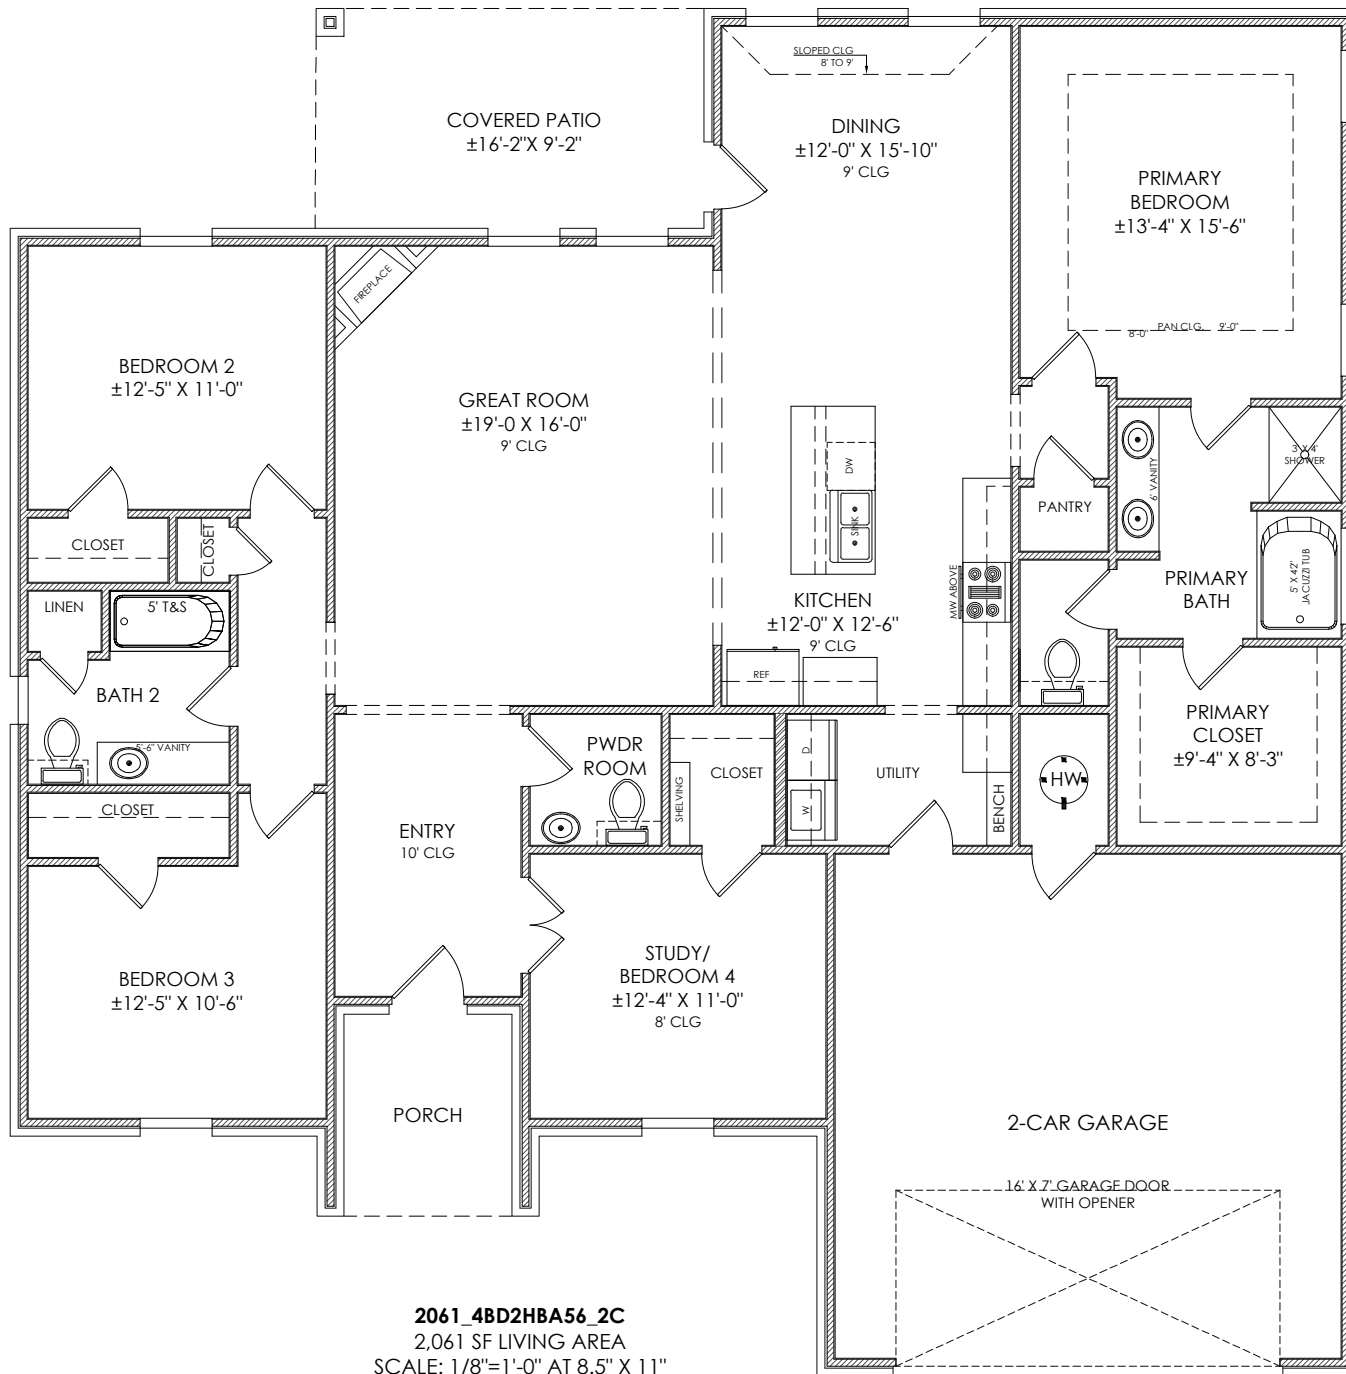 SLOPED CLG
8' TO 9'
COVERED PATIO
±16'-2"X 9'-2"
DINING
±12'-0" X 15'-10"
9' CLG
PRIMARY
BEDROOM
±13'-4" X 15'-6"
8'-0" PAN CLG. 9'-0"
FIREPLACE
BEDROOM 2
±12'-5" X 11'-0"
GREAT ROOM
±19'-0 X 16'-0"
9' CLG
DW
SINK
6' VANITY
3' X 4'
SHOWER
PANTRY
CLOSET
CLOSET
LINEN
5' T&S
MW ABOVE
KITCHEN
±12'-0" X 12'-6"
9' CLG
REF
PRIMARY
BATH
5' X 42'
JACUZZI TUB
BATH 2
5'-6" VANITY
PRIMARY
CLOSET
±9'-4" X 8'-3"
PWDR
ROOM
SHELVING
CLOSET
D
W
UTILITY
BENCH
HW
CLOSET
ENTRY
10' CLG
BEDROOM 3
±12'-5" X 10'-6"
STUDY/
BEDROOM 4
±12'-4" X 11'-0"
8' CLG
PORCH
2-CAR GARAGE
16' X 7' GARAGE DOOR
WITH OPENER
2061_4BD2HBA56_2C
2,061 SF LIVING AREA
SCALE: 1/8"=1'-0" AT 8.5" X 11"